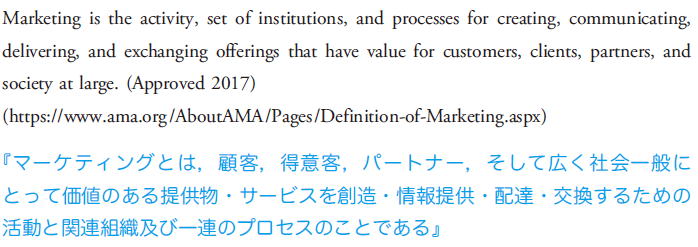 Marketing is the activity, set of institutions, and processes for creating, communicating,
delivering, and exchanging offerings that have value for customers, clients, partners, and
society at large. (Approved 2017)
(https://www.ama.org/AboutAMA/Pages/Definition-of-Marketing.aspx)
『マーケティングとは，顧客，得意客，パートナー，そして広く社会一般に
とって価値のある提供物・サービスを創造・情報提供・配達・交換するための
活動と関連組織及び一連のプロセスのことである』